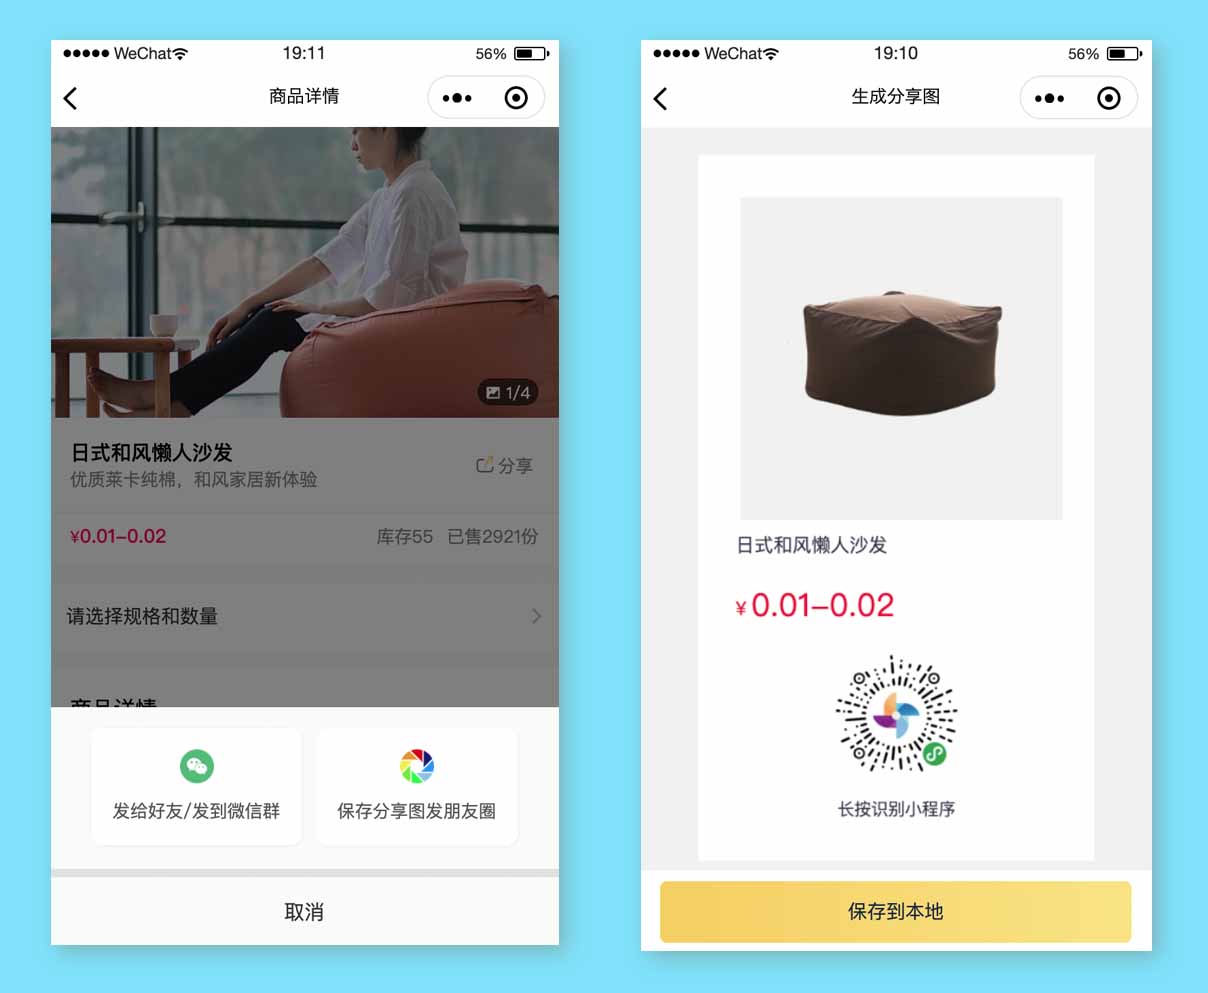 ●●●●● WeChat
19:11
56%
商品详情
1/4
日式和风懒人沙发
优质莱卡纯棉，和风家居新体验
分享
¥0.01–0.02
库存55 已售2921份
请选择规格和数量
商品详情
发给好友/发到微信群
保存分享图发朋友圈
取消
●●●●● WeChat
19:10
56%
生成分享图
日式和风懒人沙发
¥0.01–0.02
长按识别小程序
保存到本地